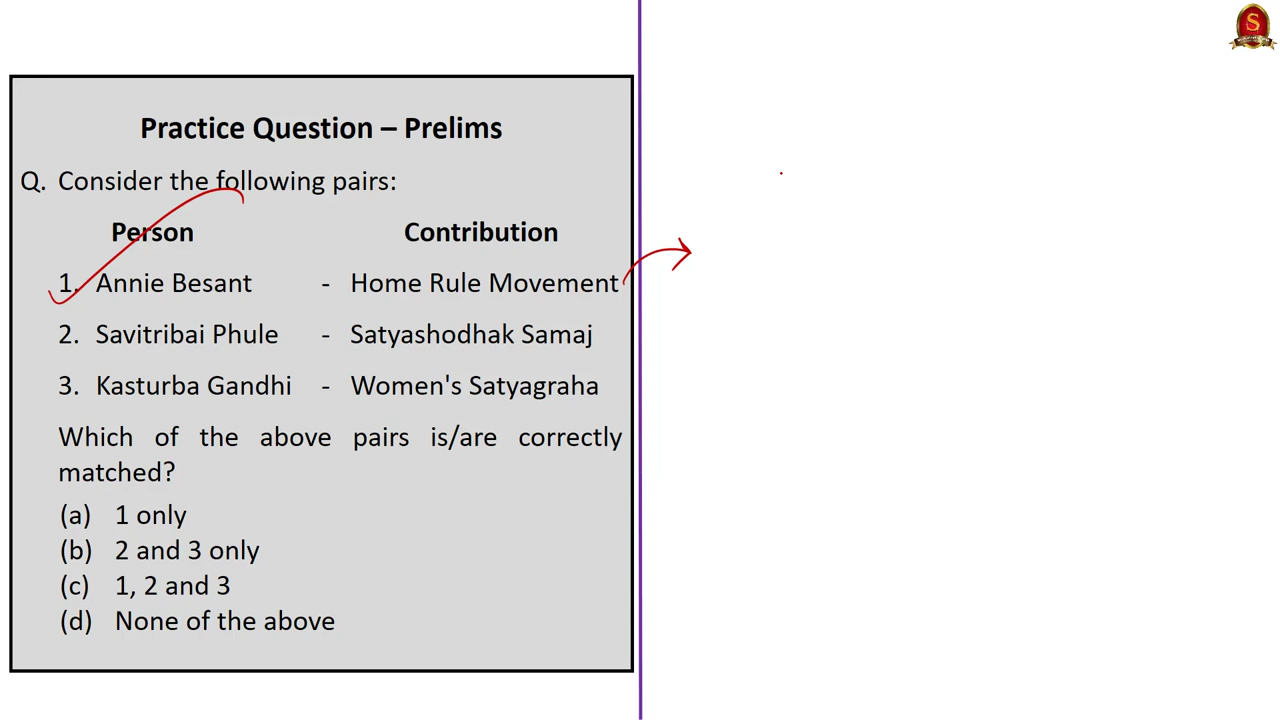 S
Practice Question – Prelims
Q. Consider the following pairs:
Person Contribution
1. Annie Besant - Home Rule Movement
2. Savitribai Phule - Satyashodhak Samaj
3. Kasturba Gandhi - Women's Satyagraha
Which of the above pairs is/are correctly
matched?
(a) 1 only
(b) 2 and 3 only
(c) 1, 2 and 3
(d) None of the above